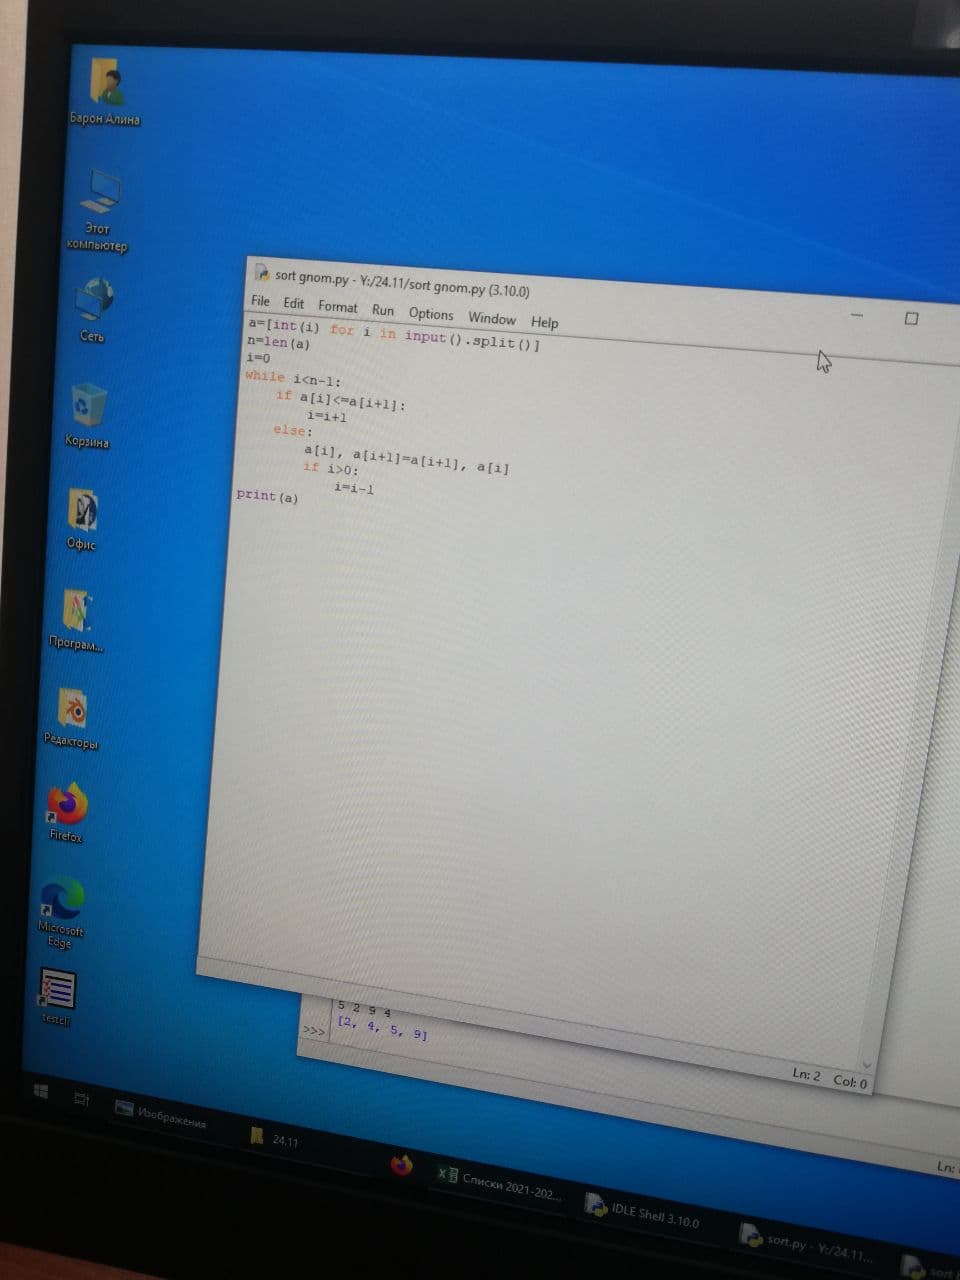 Барон Алина
Этот
компьютер
Сеть
Корзина
Офис
Програм...
Редакторы
Firefox
Microsoft
Edge
testcli
sort gnom.py - Y:/24.11/sort gnom.py (3.10.0)
File Edit Format Run Options Window Help
a=[int(i) for i in input().split()]
n=len(a)
i=0
while i<n-1:
    if a[i]<=a[i+1]:
        i=i+1
    else:
        a[i], a[i+1]=a[i+1], a[i]
        if i>0:
            i=i-1
print(a)
Ln: 2 Col: 0
5 2 9 4
[2, 4, 5, 9]
>>>
Ln:
Изображения
24.11
Списки 2021-202...
IDLE Shell 3.10.0
sort.py - Y:/24.11...
sort